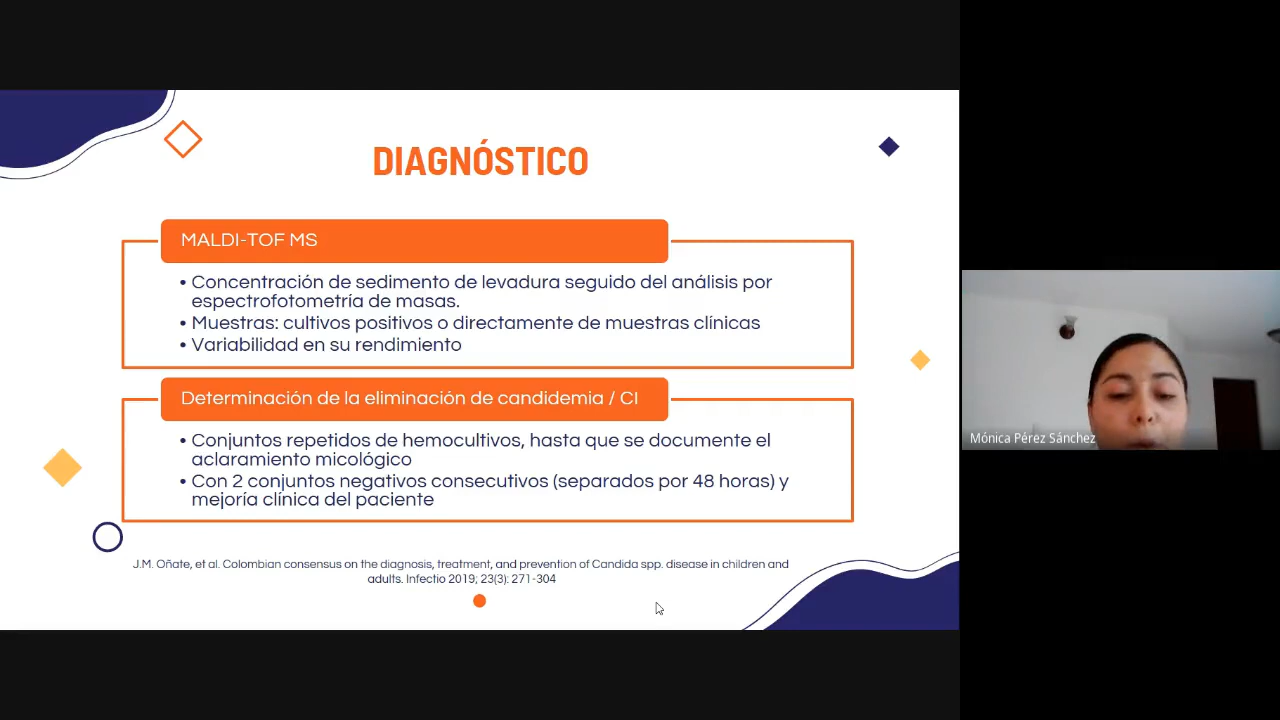 DIAGNÓSTICO
MALDI-TOF MS
• Concentración de sedimento de levadura seguido del análisis por
espectrofotometría de masas.
• Muestras: cultivos positivos o directamente de muestras clínicas
• Variabilidad en su rendimiento
Determinación de la eliminación de candidemia / CI
• Conjuntos repetidos de hemocultivos, hasta que se documente el
aclaramiento micológico
• Con 2 conjuntos negativos consecutivos (separados por 48 horas) y
mejoría clínica del paciente
J.M. Oñate, et al. Colombian consensus on the diagnosis, treatment, and prevention of Candida spp. disease in children and
adults. Infectio 2019; 23(3): 271-304
Mónica Pérez Sánchez